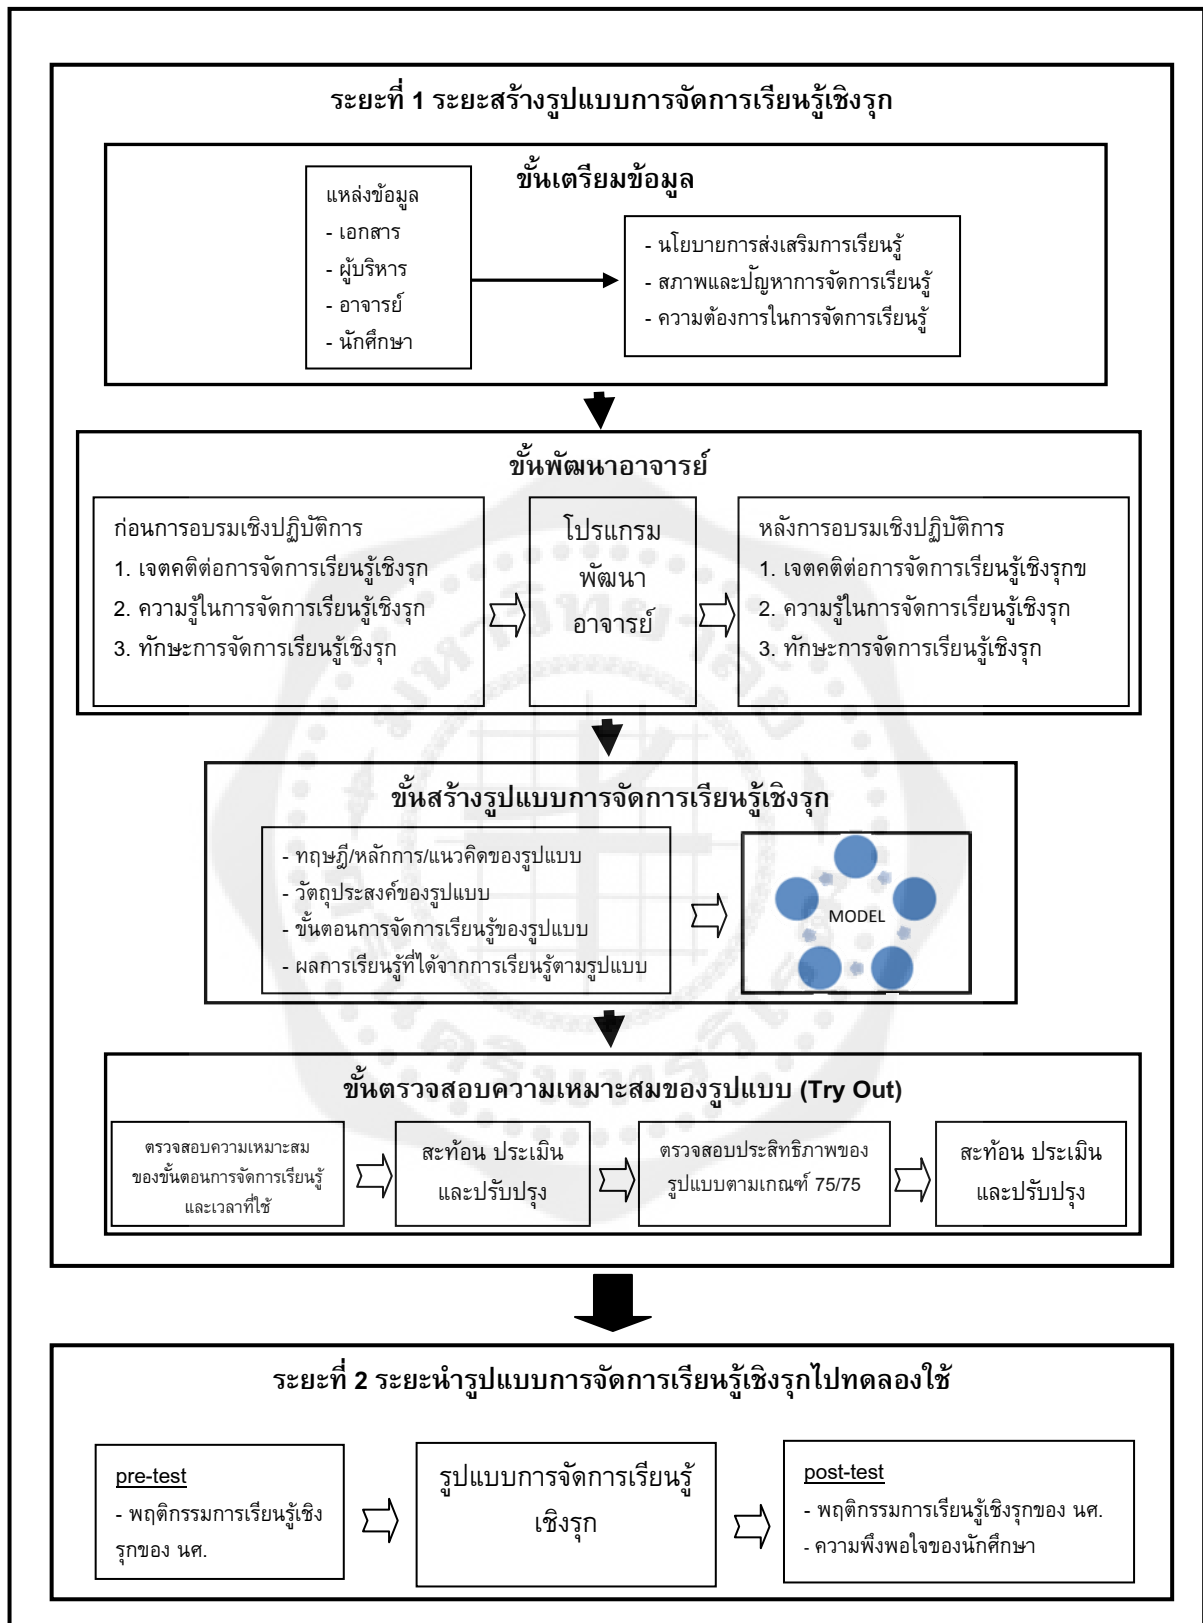 ระยะที่ 1 ระยะสร้างรูปแบบการจัดการเรียนรู้เชิงรุก
ขั้นเตรียมข้อมูล
แหล่งข้อมูล
- เอกสาร
- ผู้บริหาร
- อาจารย์
- นักศึกษา
- นโยบายการส่งเสริมการเรียนรู้
- สภาพและปัญหาการจัดการเรียนรู้
- ความต้องการในการจัดการเรียนรู้
ขั้นพัฒนาอาจารย์
ก่อนการอบรมเชิงปฏิบัติการ
1. เจตคติต่อการจัดการเรียนรู้เชิงรุก
2. ความรู้ในการจัดการเรียนรู้เชิงรุก
3. ทักษะการจัดการเรียนรู้เชิงรุก
โปรแกรม
พัฒนา
อาจารย์
หลังการอบรมเชิงปฏิบัติการ
1. เจตคติต่อการจัดการเรียนรู้เชิงรุกข
2. ความรู้ในการจัดการเรียนรู้เชิงรุก
3. ทักษะการจัดการเรียนรู้เชิงรุก
ขั้นสร้างรูปแบบการจัดการเรียนรู้เชิงรุก
- ทฤษฎี/หลักการ/แนวคิดของรูปแบบ
- วัตถุประสงค์ของรูปแบบ
- ขั้นตอนการจัดการเรียนรู้ของรูปแบบ
- ผลการเรียนรู้ที่ได้จากการเรียนรู้ตามรูปแบบ
MODEL
ขั้นตรวจสอบความเหมาะสมของรูปแบบ (Try Out)
ตรวจสอบความเหมาะสม
ของขั้นตอนการจัดการเรียนรู้
และเวลาที่ใช้
สะท้อน ประเมิน
และปรับปรุง
ตรวจสอบประสิทธิภาพของ
รูปแบบตามเกณฑ์ 75/75
สะท้อน ประเมิน
และปรับปรุง
ระยะที่ 2 ระยะนำรูปแบบการจัดการเรียนรู้เชิงรุกไปทดลองใช้
pre-test
- พฤติกรรมการเรียนรู้เชิง
รุกของ นศ.
รูปแบบการจัดการเรียนรู้
เชิงรุก
post-test
- พฤติกรรมการเรียนรู้เชิงรุกของ นศ.
- ความพึงพอใจของนักศึกษา
มหาวิทยาลัย
ศรีนครินทรวิโรฒ